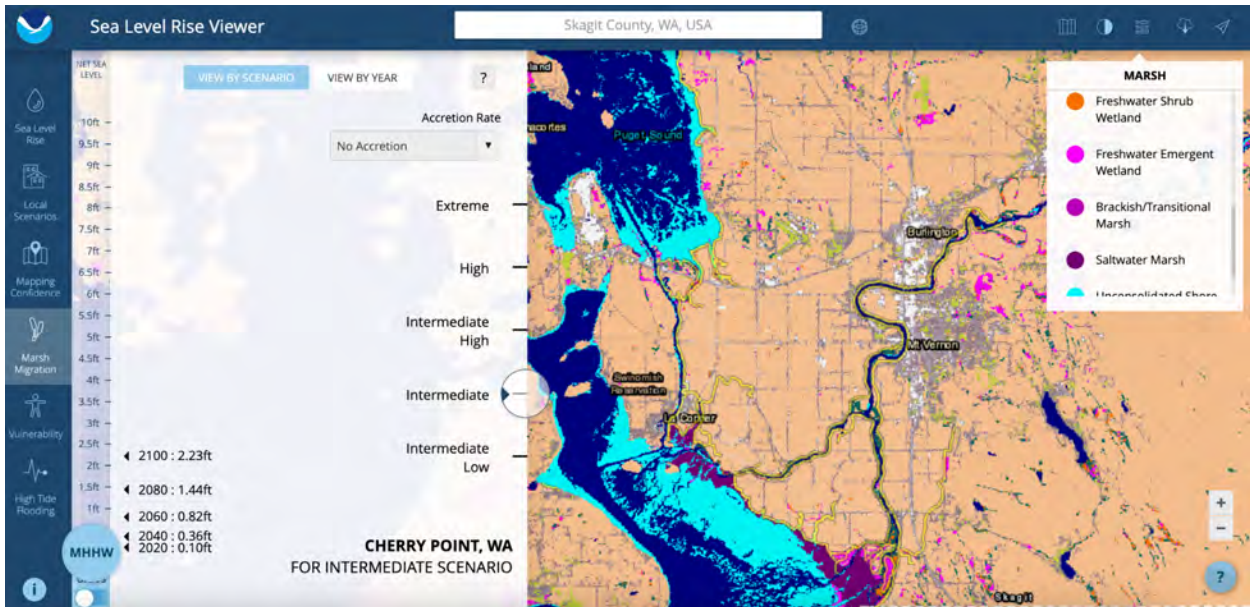 Sea Level Rise Viewer
Skagit County, WA, USA
Sea Level
Rise
Local
Scenarios
Mapping
Confidence
Marsh
Migration
Vulnerability
High Tide
Flooding
i
NET SEA
LEVEL
10ft
9.5ft
9ft
8.5ft
8ft
7.5ft
7ft
6.5ft
6ft
5.5ft
5ft
4.5ft
4ft
3.5ft
3ft
2.5ft
2ft
1.5ft
1ft
MHHW
VIEW BY SCENARIO
VIEW BY YEAR
?
Accretion Rate
No Accretion
Extreme
High
Intermediate
High
Intermediate
Intermediate
Low
2100 : 2.23ft
2080 : 1.44ft
2060 : 0.82ft
2040 : 0.36ft
2020 : 0.10ft
CHERRY POINT, WA
FOR INTERMEDIATE SCENARIO
Puget Sound
Burlington
Mt Vernon
Swinomish
Reservation
La Conner
Skagit
MARSH
Freshwater Shrub
Wetland
Freshwater Emergent
Wetland
Brackish/Transitional
Marsh
Saltwater Marsh
Unconsolidated Shore
+
−
?